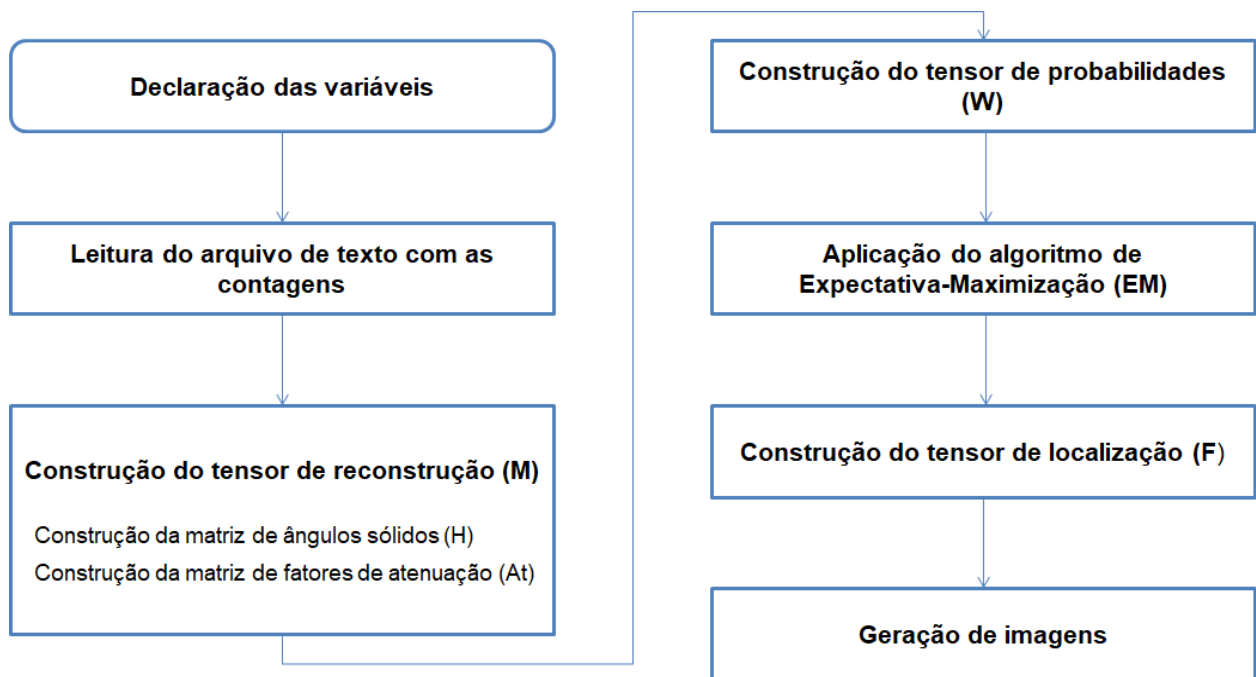 Declaração das variáveis
Leitura do arquivo de texto com as
contagens
Construção do tensor de reconstrução (M)
Construção da matriz de ângulos sólidos (H)
Construção da matriz de fatores de atenuação (At)
Construção do tensor de probabilidades
(W)
Aplicação do algoritmo de
Expectativa-Maximização (EM)
Construção do tensor de localização (F)
Geração de imagens